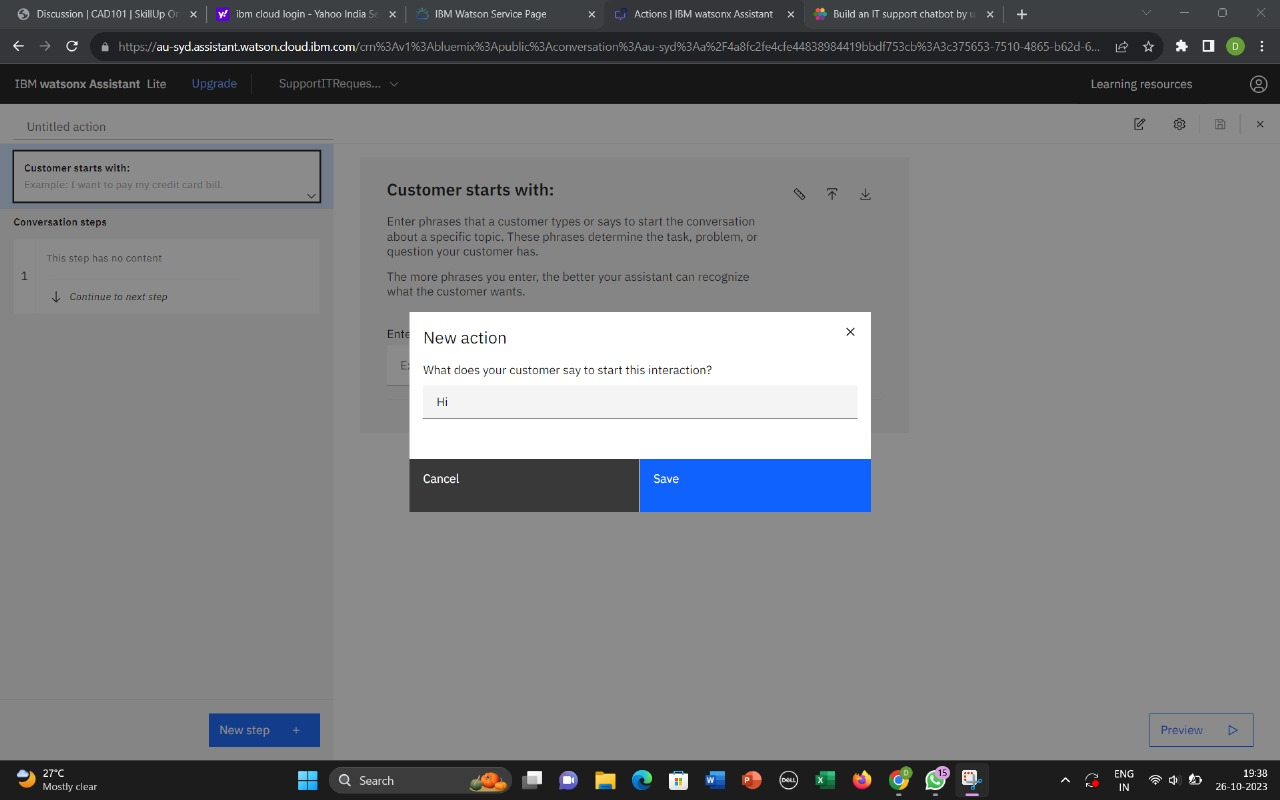 Discussion | CAD101 | SkillUp On
ibm cloud login - Yahoo India Se
IBM Watson Service Page
Actions | IBM watsonx Assistant
Build an IT support chatbot by u
https://au-syd.assistant.watson.cloud.ibm.com/crn%3Av1%3Abluemix%3Apublic%3Aconversation%3Aau-syd%3Aa%2F4a8fc2fe4cfe44838984419bbdf753cb%3A3c375653-7510-4865-b62d-6...
D
IBM watsonx Assistant Lite
Upgrade
SupportITReques...
Learning resources
Untitled action
Customer starts with:
Example: I want to pay my credit card bill.
Conversation steps
1
This step has no content
Continue to next step
Customer starts with:
Enter phrases that a customer types or says to start the conversation
about a specific topic. These phrases determine the task, problem, or
question your customer has.
The more phrases you enter, the better your assistant can recognize
what the customer wants.
Ente
Ex
New action
What does your customer say to start this interaction?
Hi
Cancel
Save
New step +
Preview
27°C
Mostly clear
Search
DELL
D
15
ENG
IN
19:38
26-10-2023